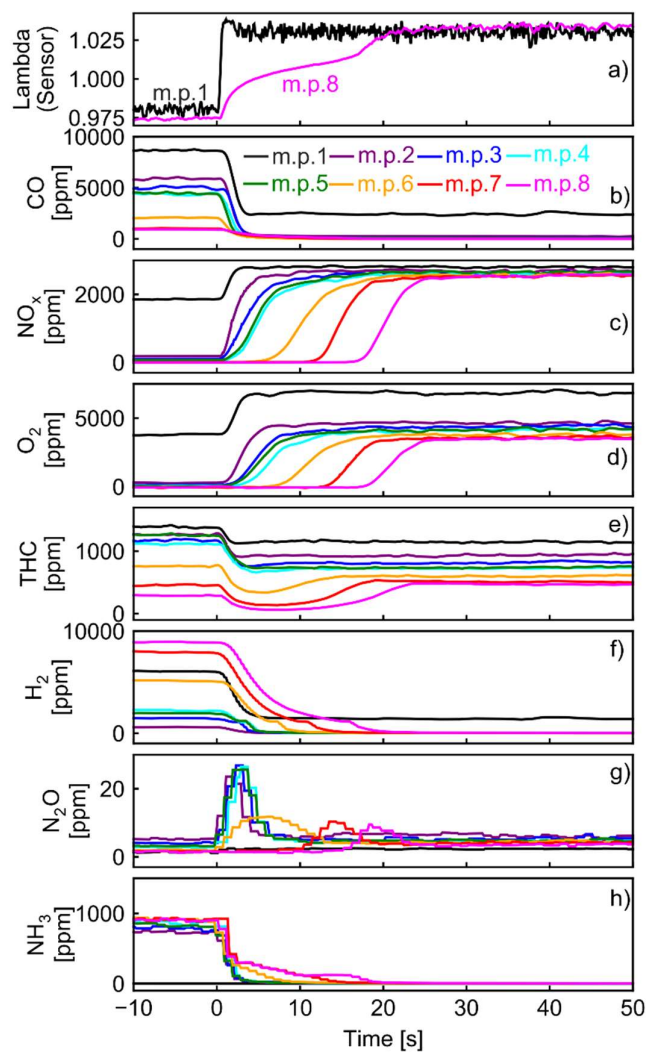 1.025
1.000
0.975
Lambda
(Sensor)
m.p.1
m.p.8
a)
10000
5000
0
CO
[ppm]
m.p.1 m.p.2 m.p.3 m.p.4
m.p.5 m.p.6 m.p.7 m.p.8
b)
2000
0
NOₓ
[ppm]
c)
5000
0
O₂
[ppm]
d)
1000
0
THC
[ppm]
e)
10000
0
H₂
[ppm]
f)
20
0
N₂O
[ppm]
g)
1000
0
NH₃
[ppm]
h)
−10 0 10 20 30 40 50
Time [s]